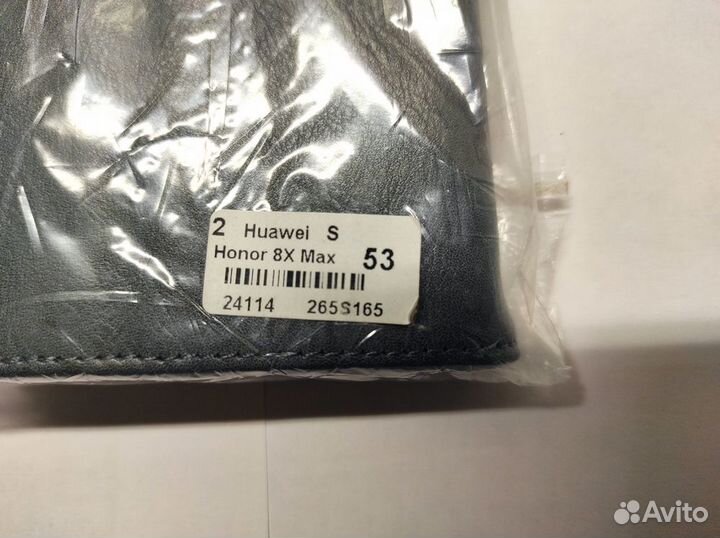 2 Huawei S
Honor 8X Max 53
24114 265S165
Avito